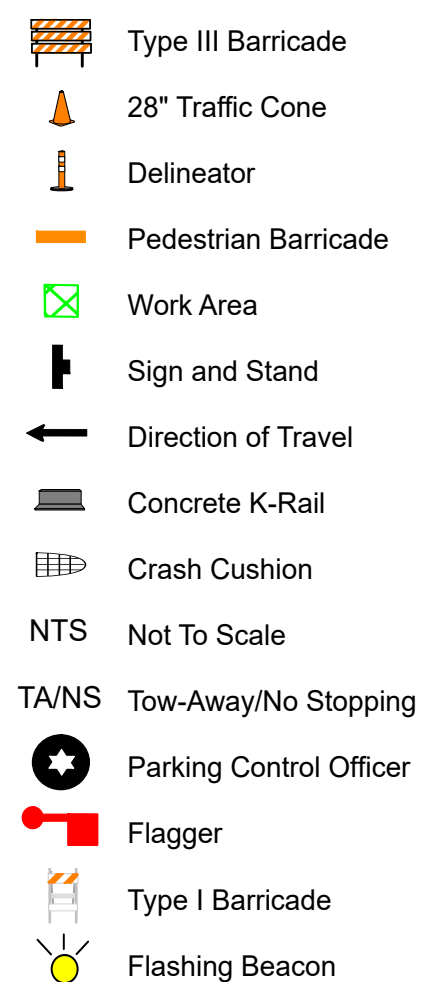 Type III Barricade
28" Traffic Cone
Delineator
Pedestrian Barricade
Work Area
Sign and Stand
Direction of Travel
Concrete K-Rail
Crash Cushion
NTS Not To Scale
TA/NS Tow-Away/No Stopping
Parking Control Officer
Flagger
Type I Barricade
Flashing Beacon